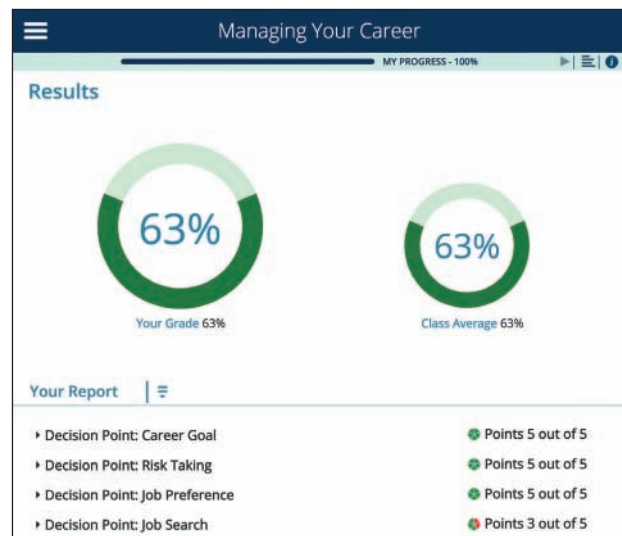 Managing Your Career
MY PROGRESS - 100%
Results
63%
63%
Your Grade 63%
Class Average 63%
Your Report
Decision Point: Career Goal Points 5 out of 5
Decision Point: Risk Taking Points 5 out of 5
Decision Point: Job Preference Points 5 out of 5
Decision Point: Job Search Points 3 out of 5